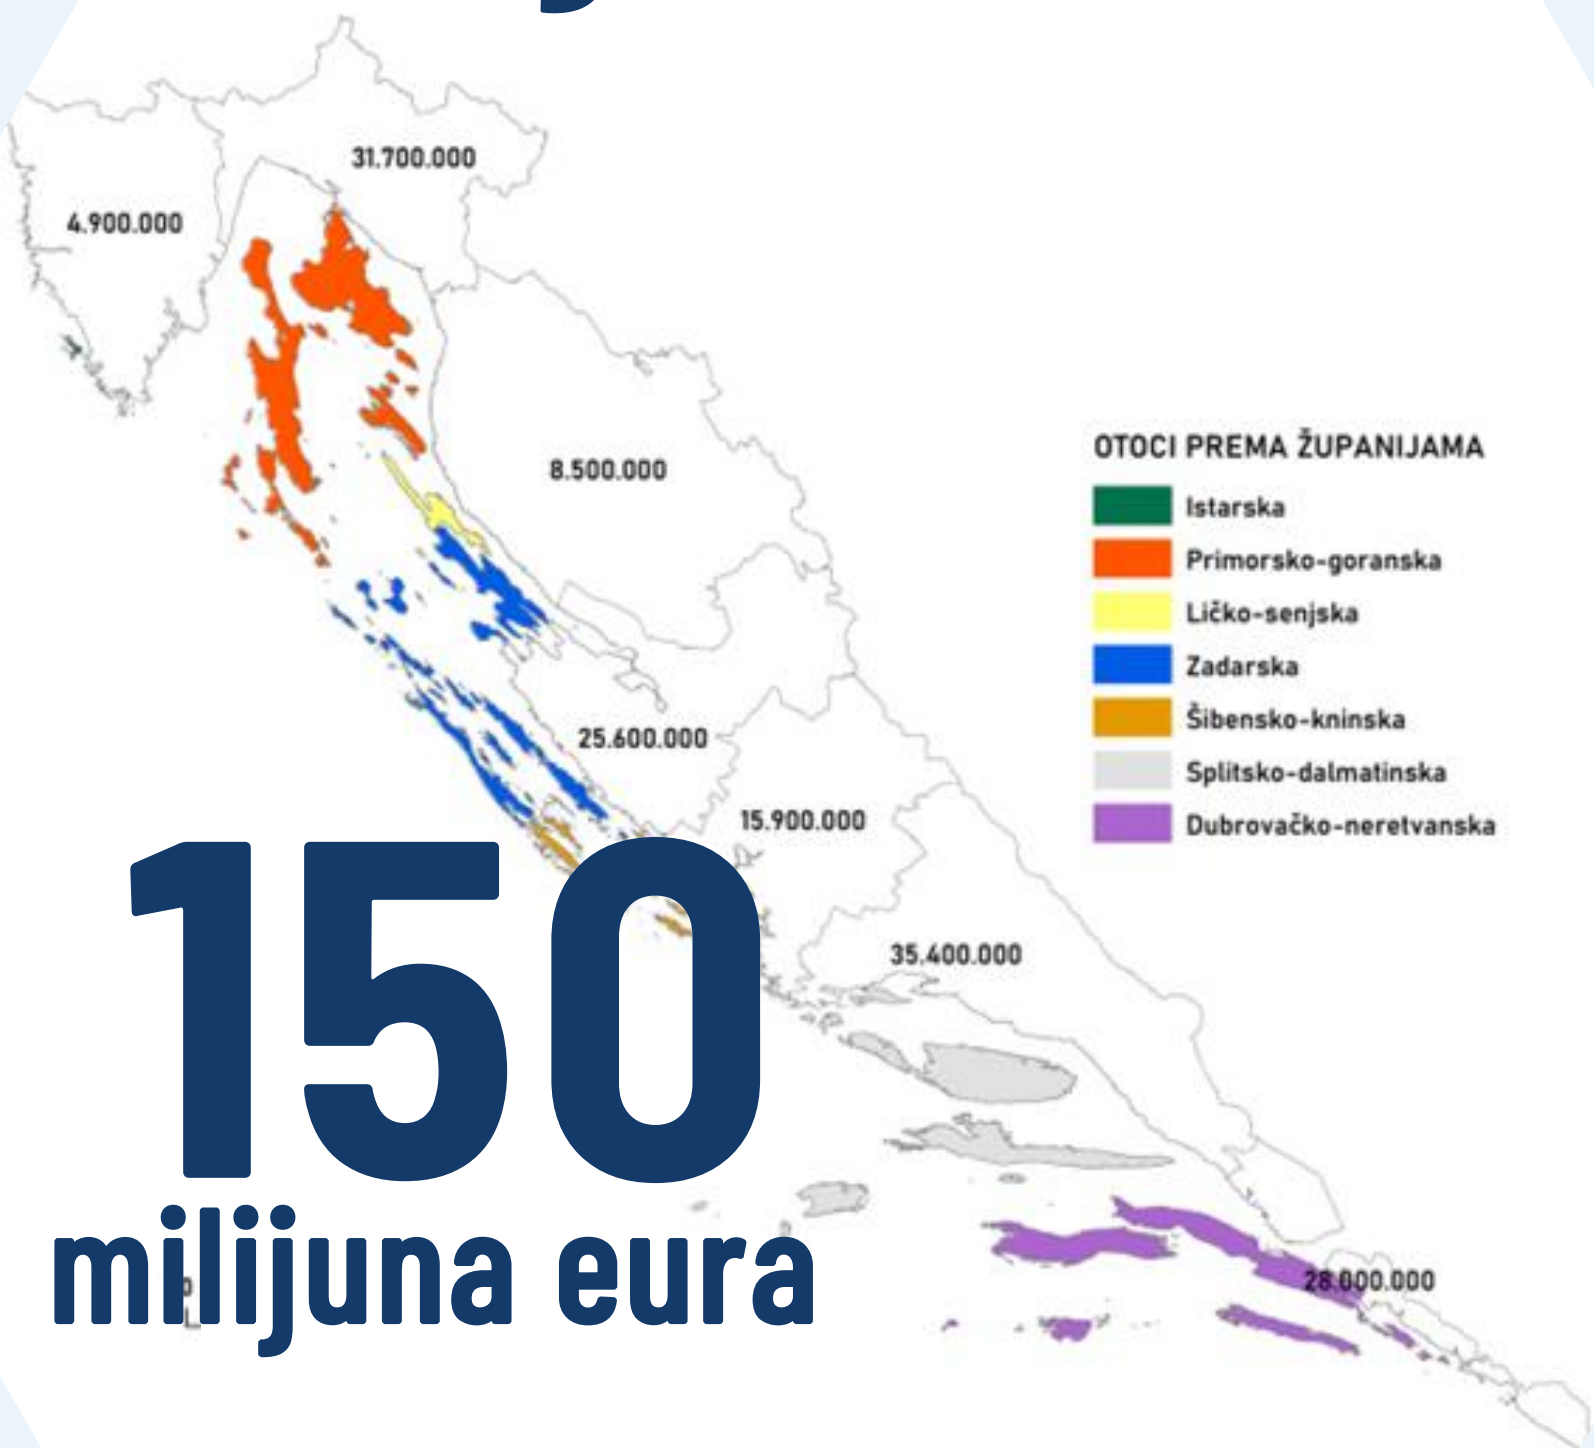 31.700.000
4.900.000
8.500.000
OTOCI PREMA ŽUPANIJAMA
Istarska
Primorsko-goranska
Ličko-senjska
Zadarska
Šibensko-kninska
Splitsko-dalmatinska
Dubrovačko-neretvanska
25.600.000
15.900.000
35.400.000
150
milijuna eura
28.000.000